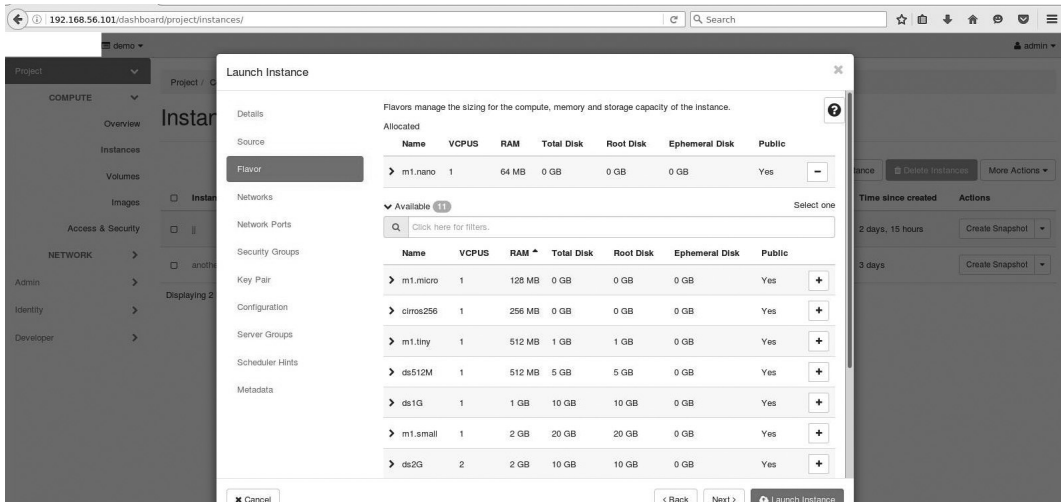 192.168.56.101/dashboard/project/instances/
Search
demo
admin
Project
COMPUTE
Overview
Instances
Volumes
Images
Access & Security
NETWORK
Admin
Identity
Developer
Project /
Displaying 2
Delete Instances
More Actions
Time since created
Actions
2 days, 15 hours
Create Snapshot
3 days
Create Snapshot
Launch Instance
Details
Source
Flavor
Networks
Network Ports
Security Groups
Key Pair
Configuration
Server Groups
Scheduler Hints
Metadata
Flavors manage the sizing for the compute, memory and storage capacity of the instance.
Allocated
Name VCPUS RAM Total Disk Root Disk Ephemeral Disk Public
m1.nano 1 64 MB 0 GB 0 GB 0 GB Yes
Available 11 Select one
Click here for filters.
Name VCPUS RAM Total Disk Root Disk Ephemeral Disk Public
m1.micro 1 128 MB 0 GB 0 GB 0 GB Yes
cirros256 1 256 MB 0 GB 0 GB 0 GB Yes
m1.tiny 1 512 MB 1 GB 1 GB 0 GB Yes
ds512M 1 512 MB 5 GB 5 GB 0 GB Yes
ds1G 1 1 GB 10 GB 10 GB 0 GB Yes
m1.small 1 2 GB 20 GB 20 GB 0 GB Yes
ds2G 2 2 GB 10 GB 10 GB 0 GB Yes
Cancel
< Back
Next >
Launch Instance